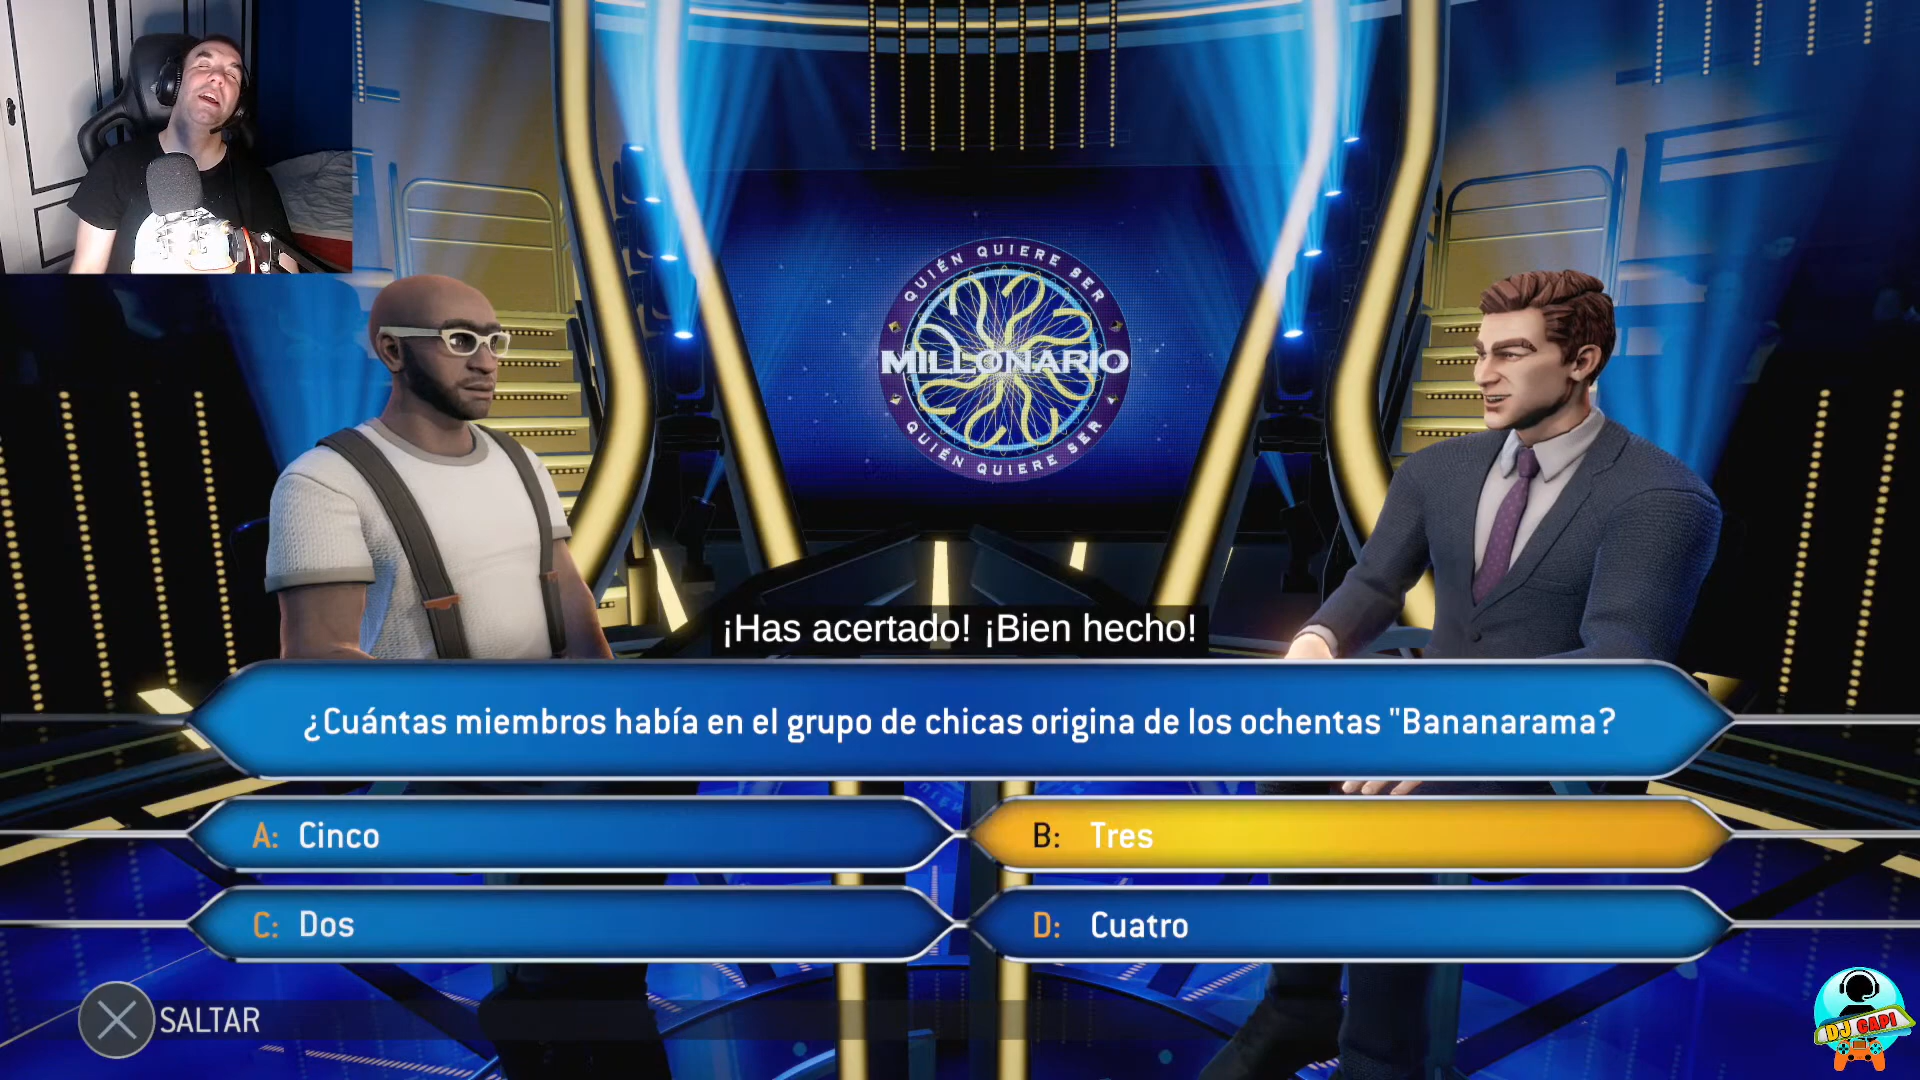 QUIÉN QUIERE SER
MILLONARIO
QUIÉN QUIERE SER
¡Has acertado! ¡Bien hecho!
¿Cuántas miembros había en el grupo de chicas origina de los ochentas "Bananarama?
A: Cinco
B: Tres
C: Dos
D: Cuatro
SALTAR
DJ CAPI